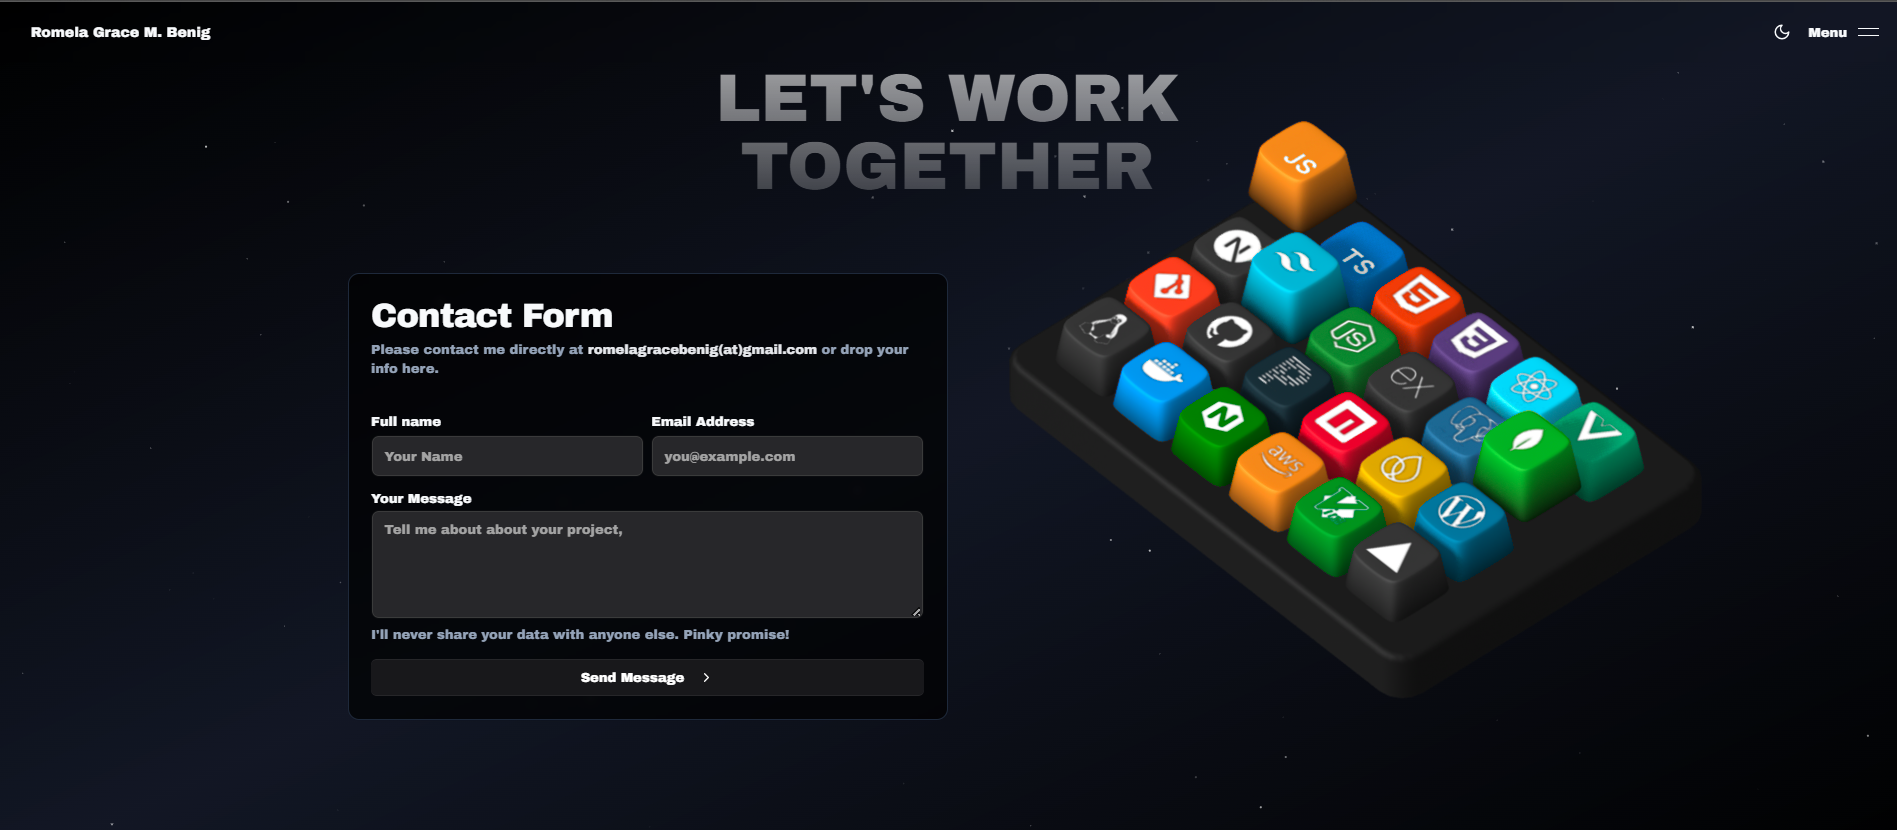 Romela Grace M. Benig
Menu
LET'S WORK
TOGETHER
JS
TS
JS
ex
aws
Contact Form
Please contact me directly at romelagracebenig(at)gmail.com or drop your
info here.
Full name
Email Address
Your Name
you@example.com
Your Message
Tell me about about your project,
I'll never share your data with anyone else. Pinky promise!
Send Message